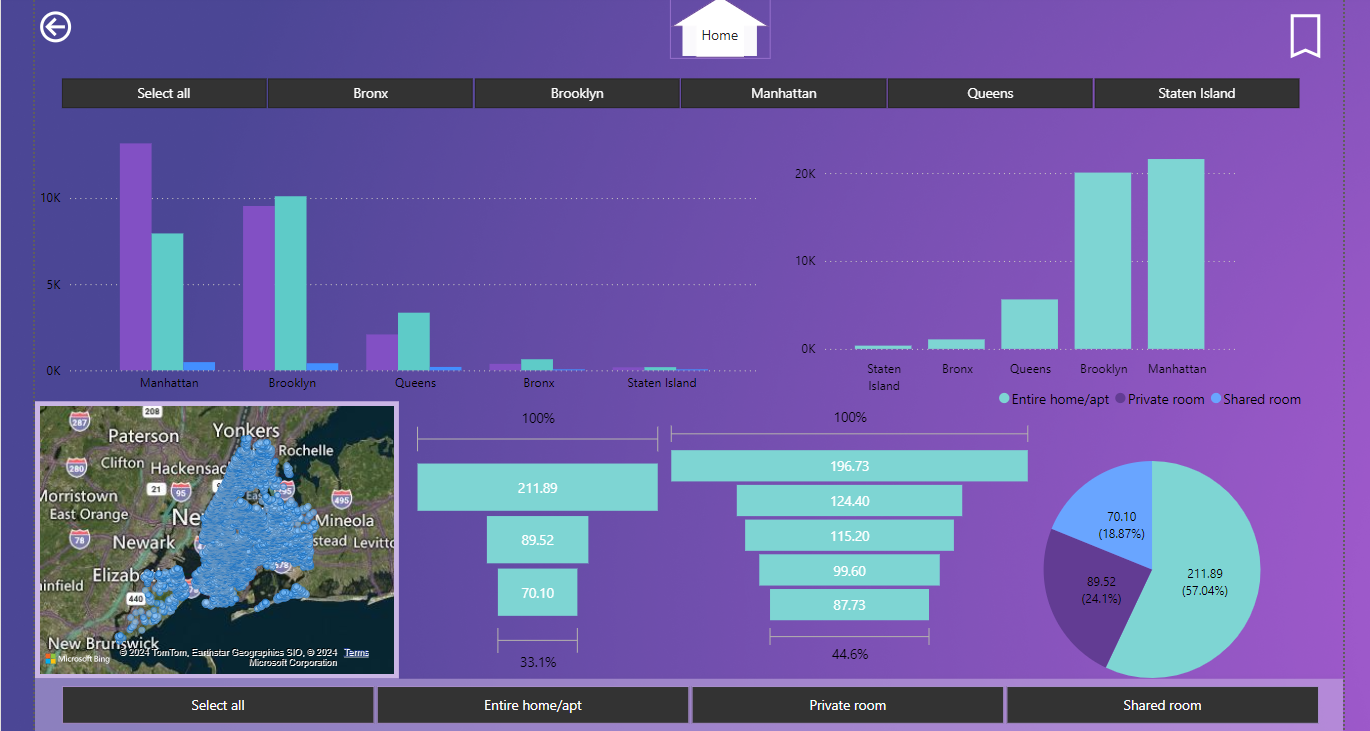 Home
Select all
Bronx
Brooklyn
Manhattan
Queens
Staten Island
10K
5K
0K
Manhattan
Brooklyn
Queens
Bronx
Staten Island
20K
10K
0K
Staten
Island
Bronx
Queens
Brooklyn
Manhattan
Entire home/apt
Private room
Shared room
208
287
Paterson
Yonkers
Rochelle
280
Clifton
Hackensac
21
95
495
Morristown
East Orange
Ne
Mineola
78
Newark
stead
Levitto
Elizab
infield
440
New Brunswick
© 2024 TomTom, Earthstar Geographics SIO, © 2024
Microsoft Corporation
Terms
Microsoft Bing
100%
211.89
89.52
70.10
33.1%
100%
196.73
124.40
115.20
99.60
87.73
44.6%
70.10
(18.87%)
89.52
(24.1%)
211.89
(57.04%)
Select all
Entire home/apt
Private room
Shared room